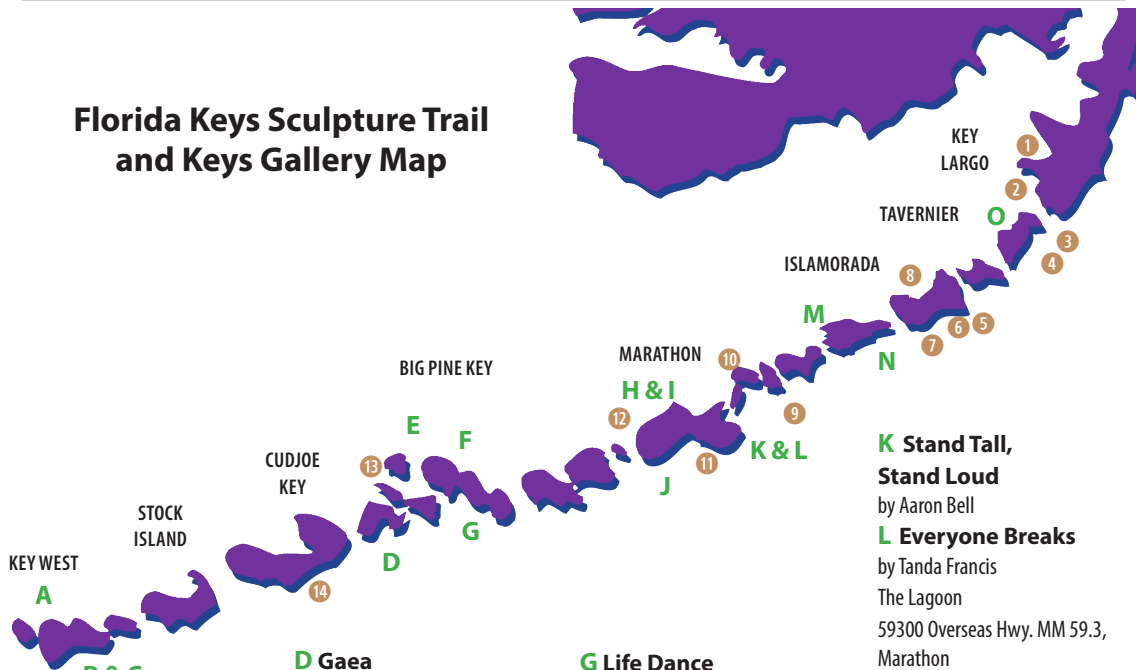 Florida Keys Sculpture Trail
and Keys Gallery Map
KEY
LARGO
1
2
TAVERNIER
O
3
4
ISLAMORADA
8
M
5
6
7
N
MARATHON
10
H & I
BIG PINE KEY
12
9
E
F
K & L
11
J
CUDJOE
KEY
13
G
STOCK
ISLAND
D
KEY WEST
A
14
B & C
K Stand Tall,
Stand Loud
by Aaron Bell
L Everyone Breaks
by Tanda Francis
The Lagoon
59300 Overseas Hwy. MM 59.3,
Marathon
D Gaea
G Life Dance